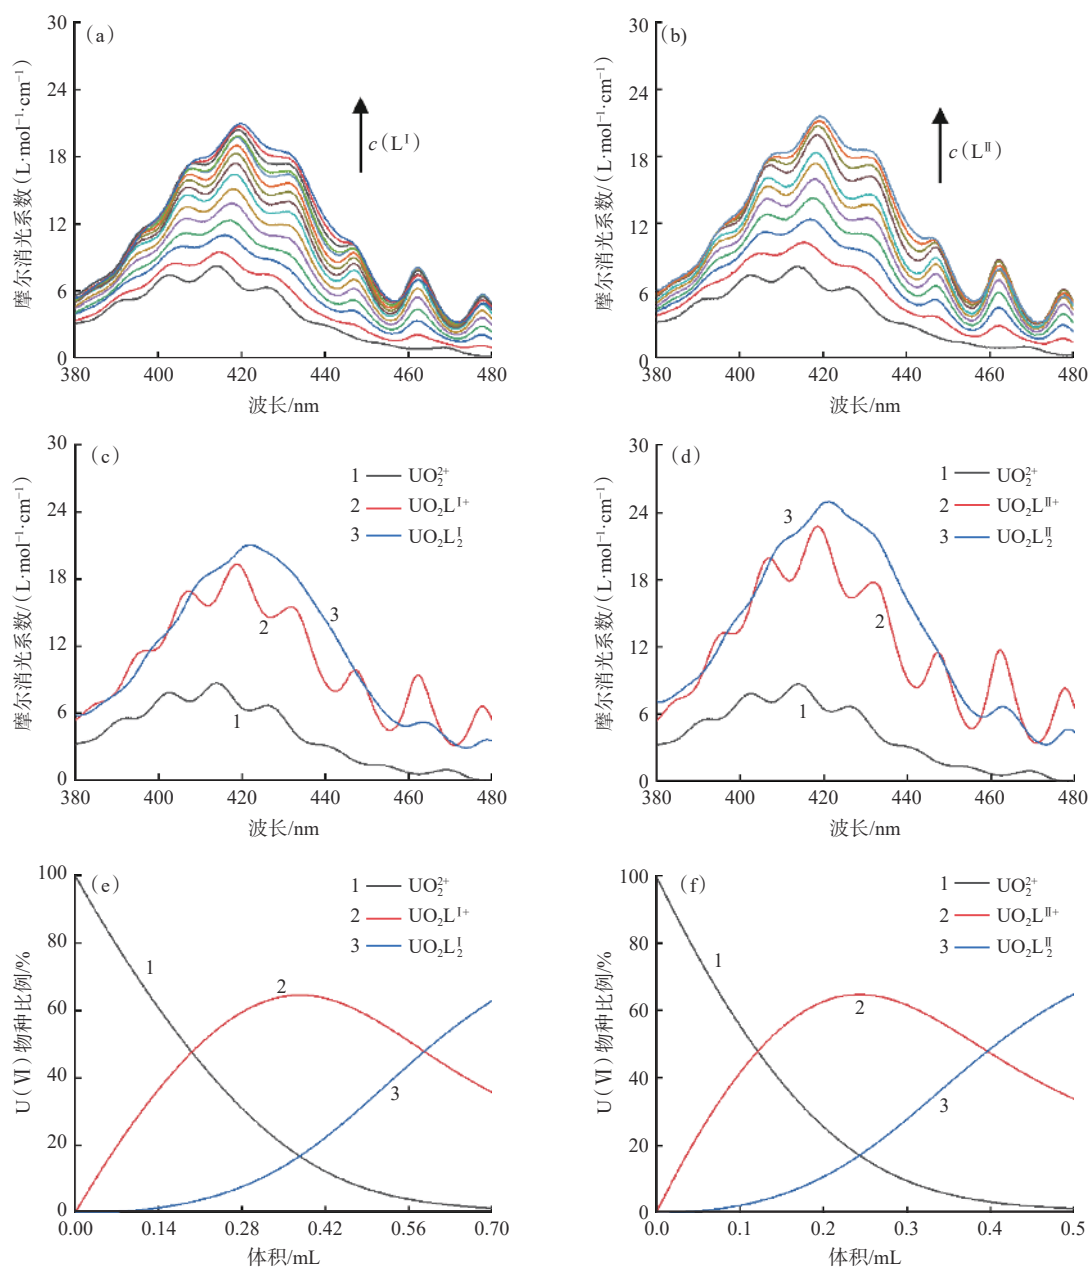 (a)
30
24
18
12
6
0
摩尔消光系数(L·mol⁻¹·cm⁻¹)
c(Lᴵ)
380 400 420 440 460 480
波长/nm
(b)
30
24
18
12
6
0
摩尔消光系数/(L·mol⁻¹·cm⁻¹)
c(Lᴵᴵ)
380 400 420 440 460 480
波长/nm
(c)
30
24
18
12
6
0
摩尔消光系数/(L·mol⁻¹·cm⁻¹)
1 UO₂²⁺
2 UO₂Lᴵ⁺
3 UO₂L₂ᴵ
3
2
1
380 400 420 440 460 480
波长/nm
(d)
30
24
18
12
6
0
摩尔消光系数/(L·mol⁻¹·cm⁻¹)
1 UO₂²⁺
2 UO₂Lᴵᴵ⁺
3 UO₂L₂ᴵᴵ
3
2
1
380 400 420 440 460 480
波长/nm
(e)
100
80
60
40
20
0
U(Ⅵ)物种比例/%
1 UO₂²⁺
2 UO₂Lᴵ⁺
3 UO₂L₂ᴵ
1
2
3
0.00 0.14 0.28 0.42 0.56 0.70
体积/mL
(f)
100
80
60
40
20
0
U(Ⅵ)物种比例/%
1 UO₂²⁺
2 UO₂Lᴵᴵ⁺
3 UO₂L₂ᴵᴵ
1
2
3
0.0 0.1 0.2 0.3 0.4 0.5
体积/mL